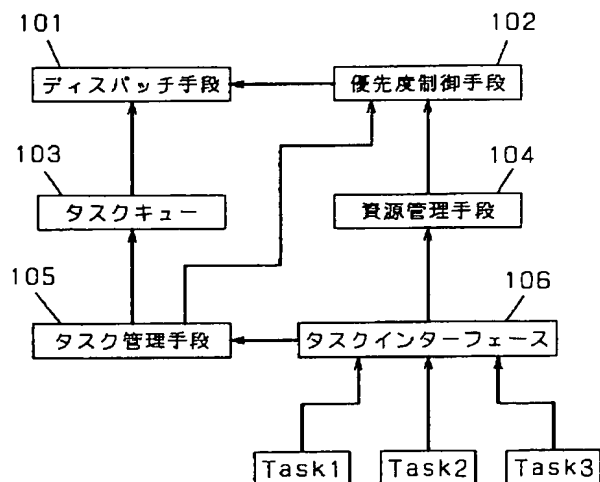 101
102
ディスパッチ手段
優先度制御手段
103
104
タスクキュー
資源管理手段
105
106
タスク管理手段
タスクインターフェース
Task1
Task2
Task3